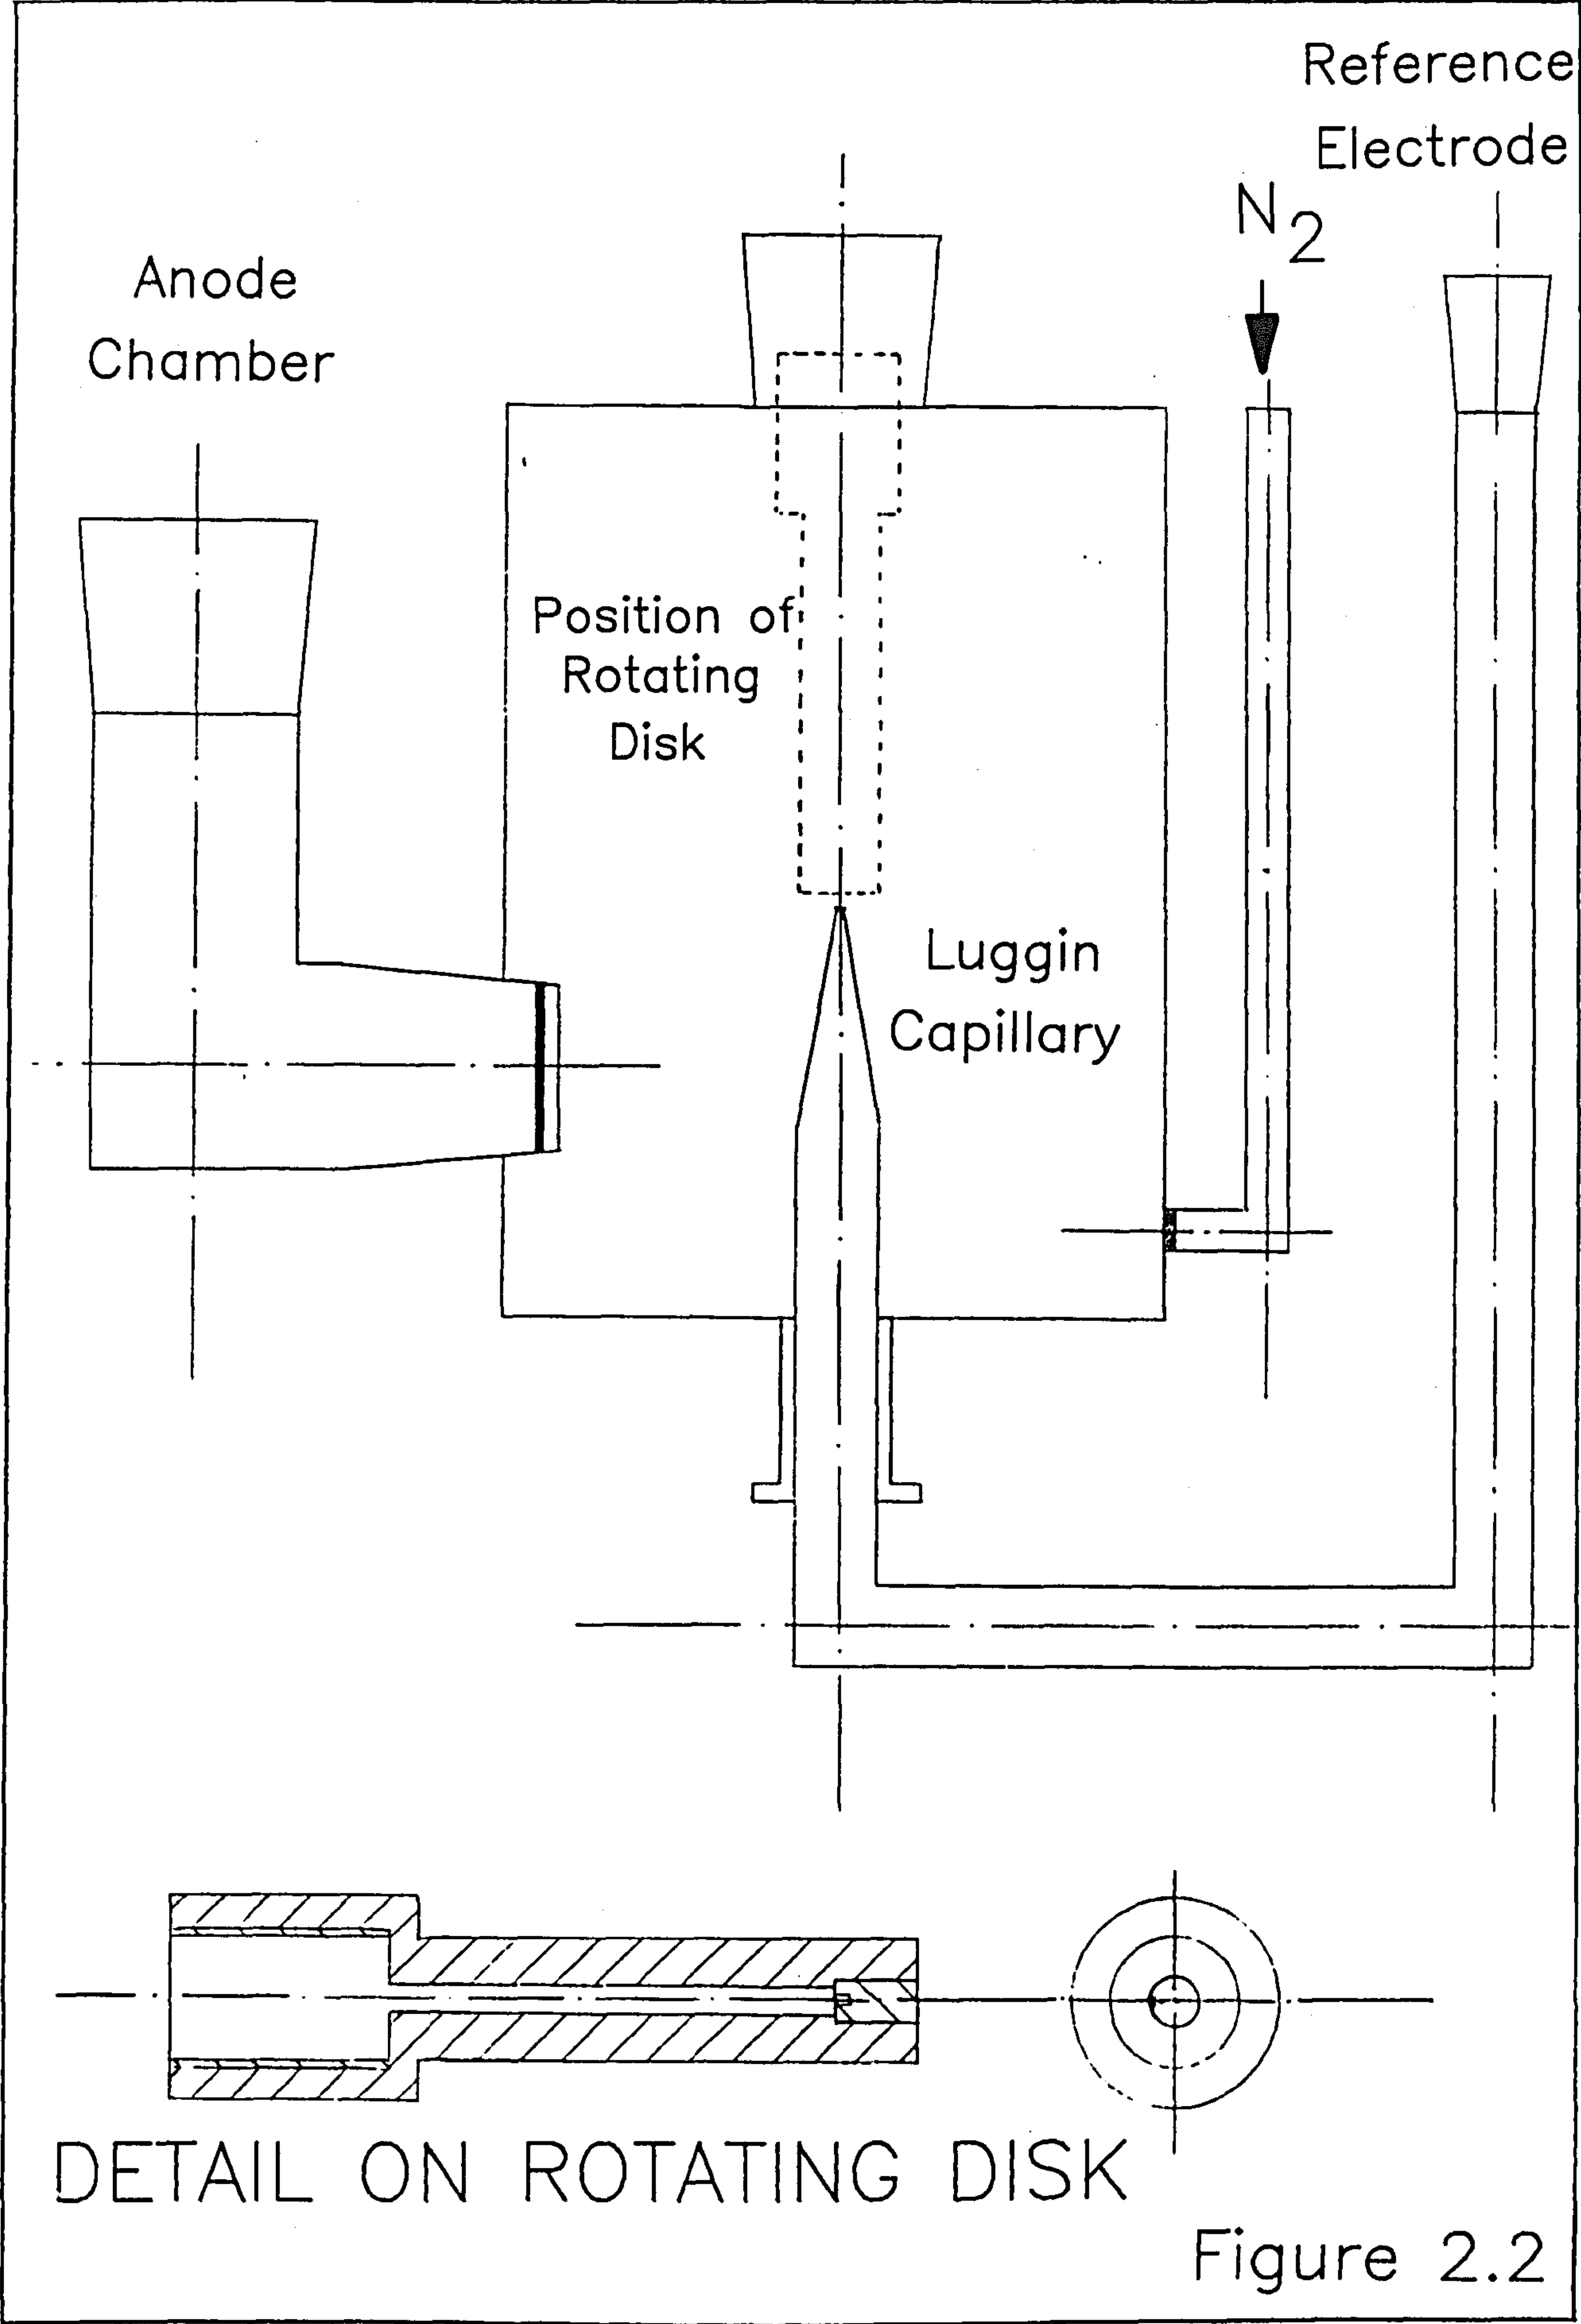 Reference
Electrode
N2
Anode
Chamber
Position of
Rotating
Disk
Luggin
Capillary
DETAIL ON ROTATING DISK
Figure 2.2